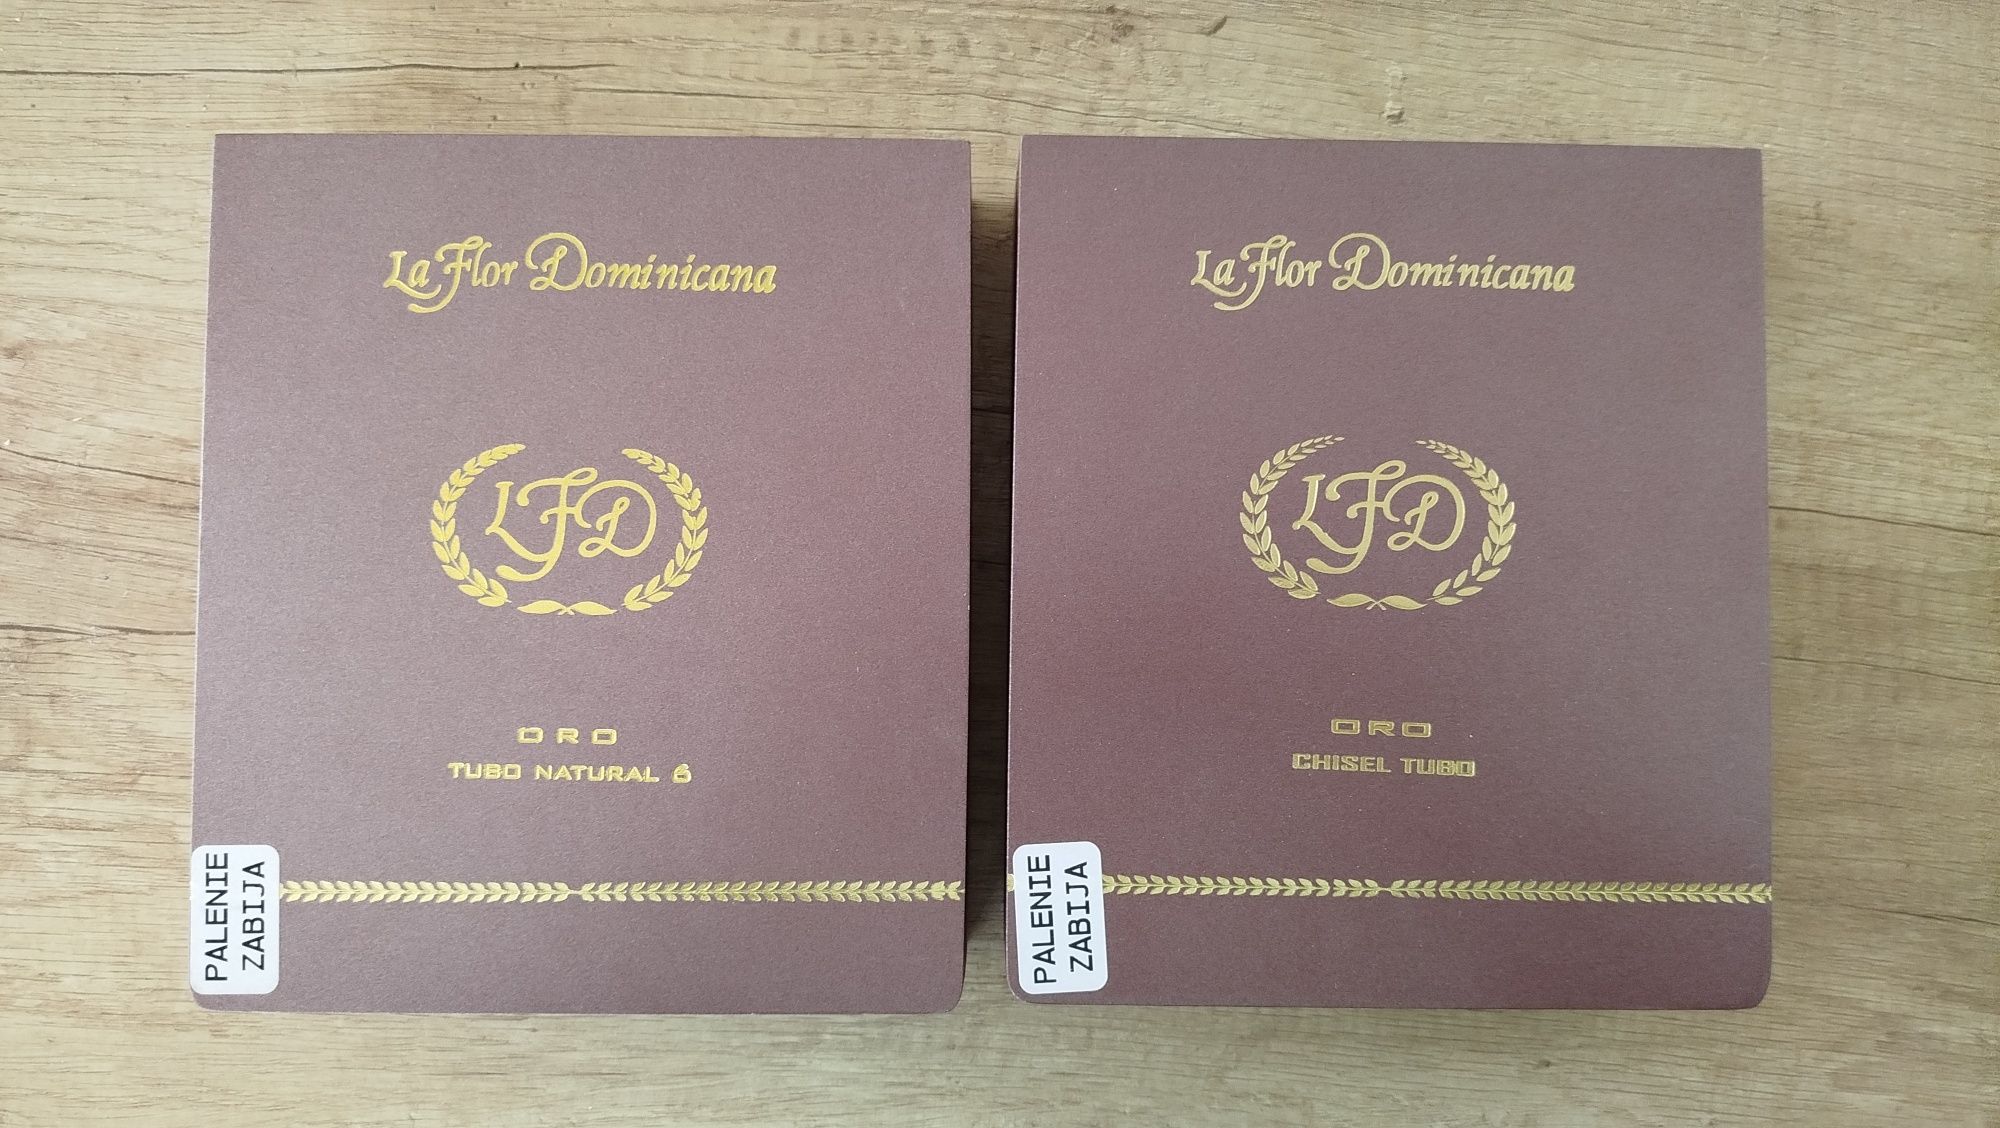 La Flor Dominicana
LFD
ORO
TUBO NATURAL 6
PALENIE
ZABIJA
La Flor Dominicana
LFD
ORO
CHISEL TUBO
PALENIE
ZABIJA